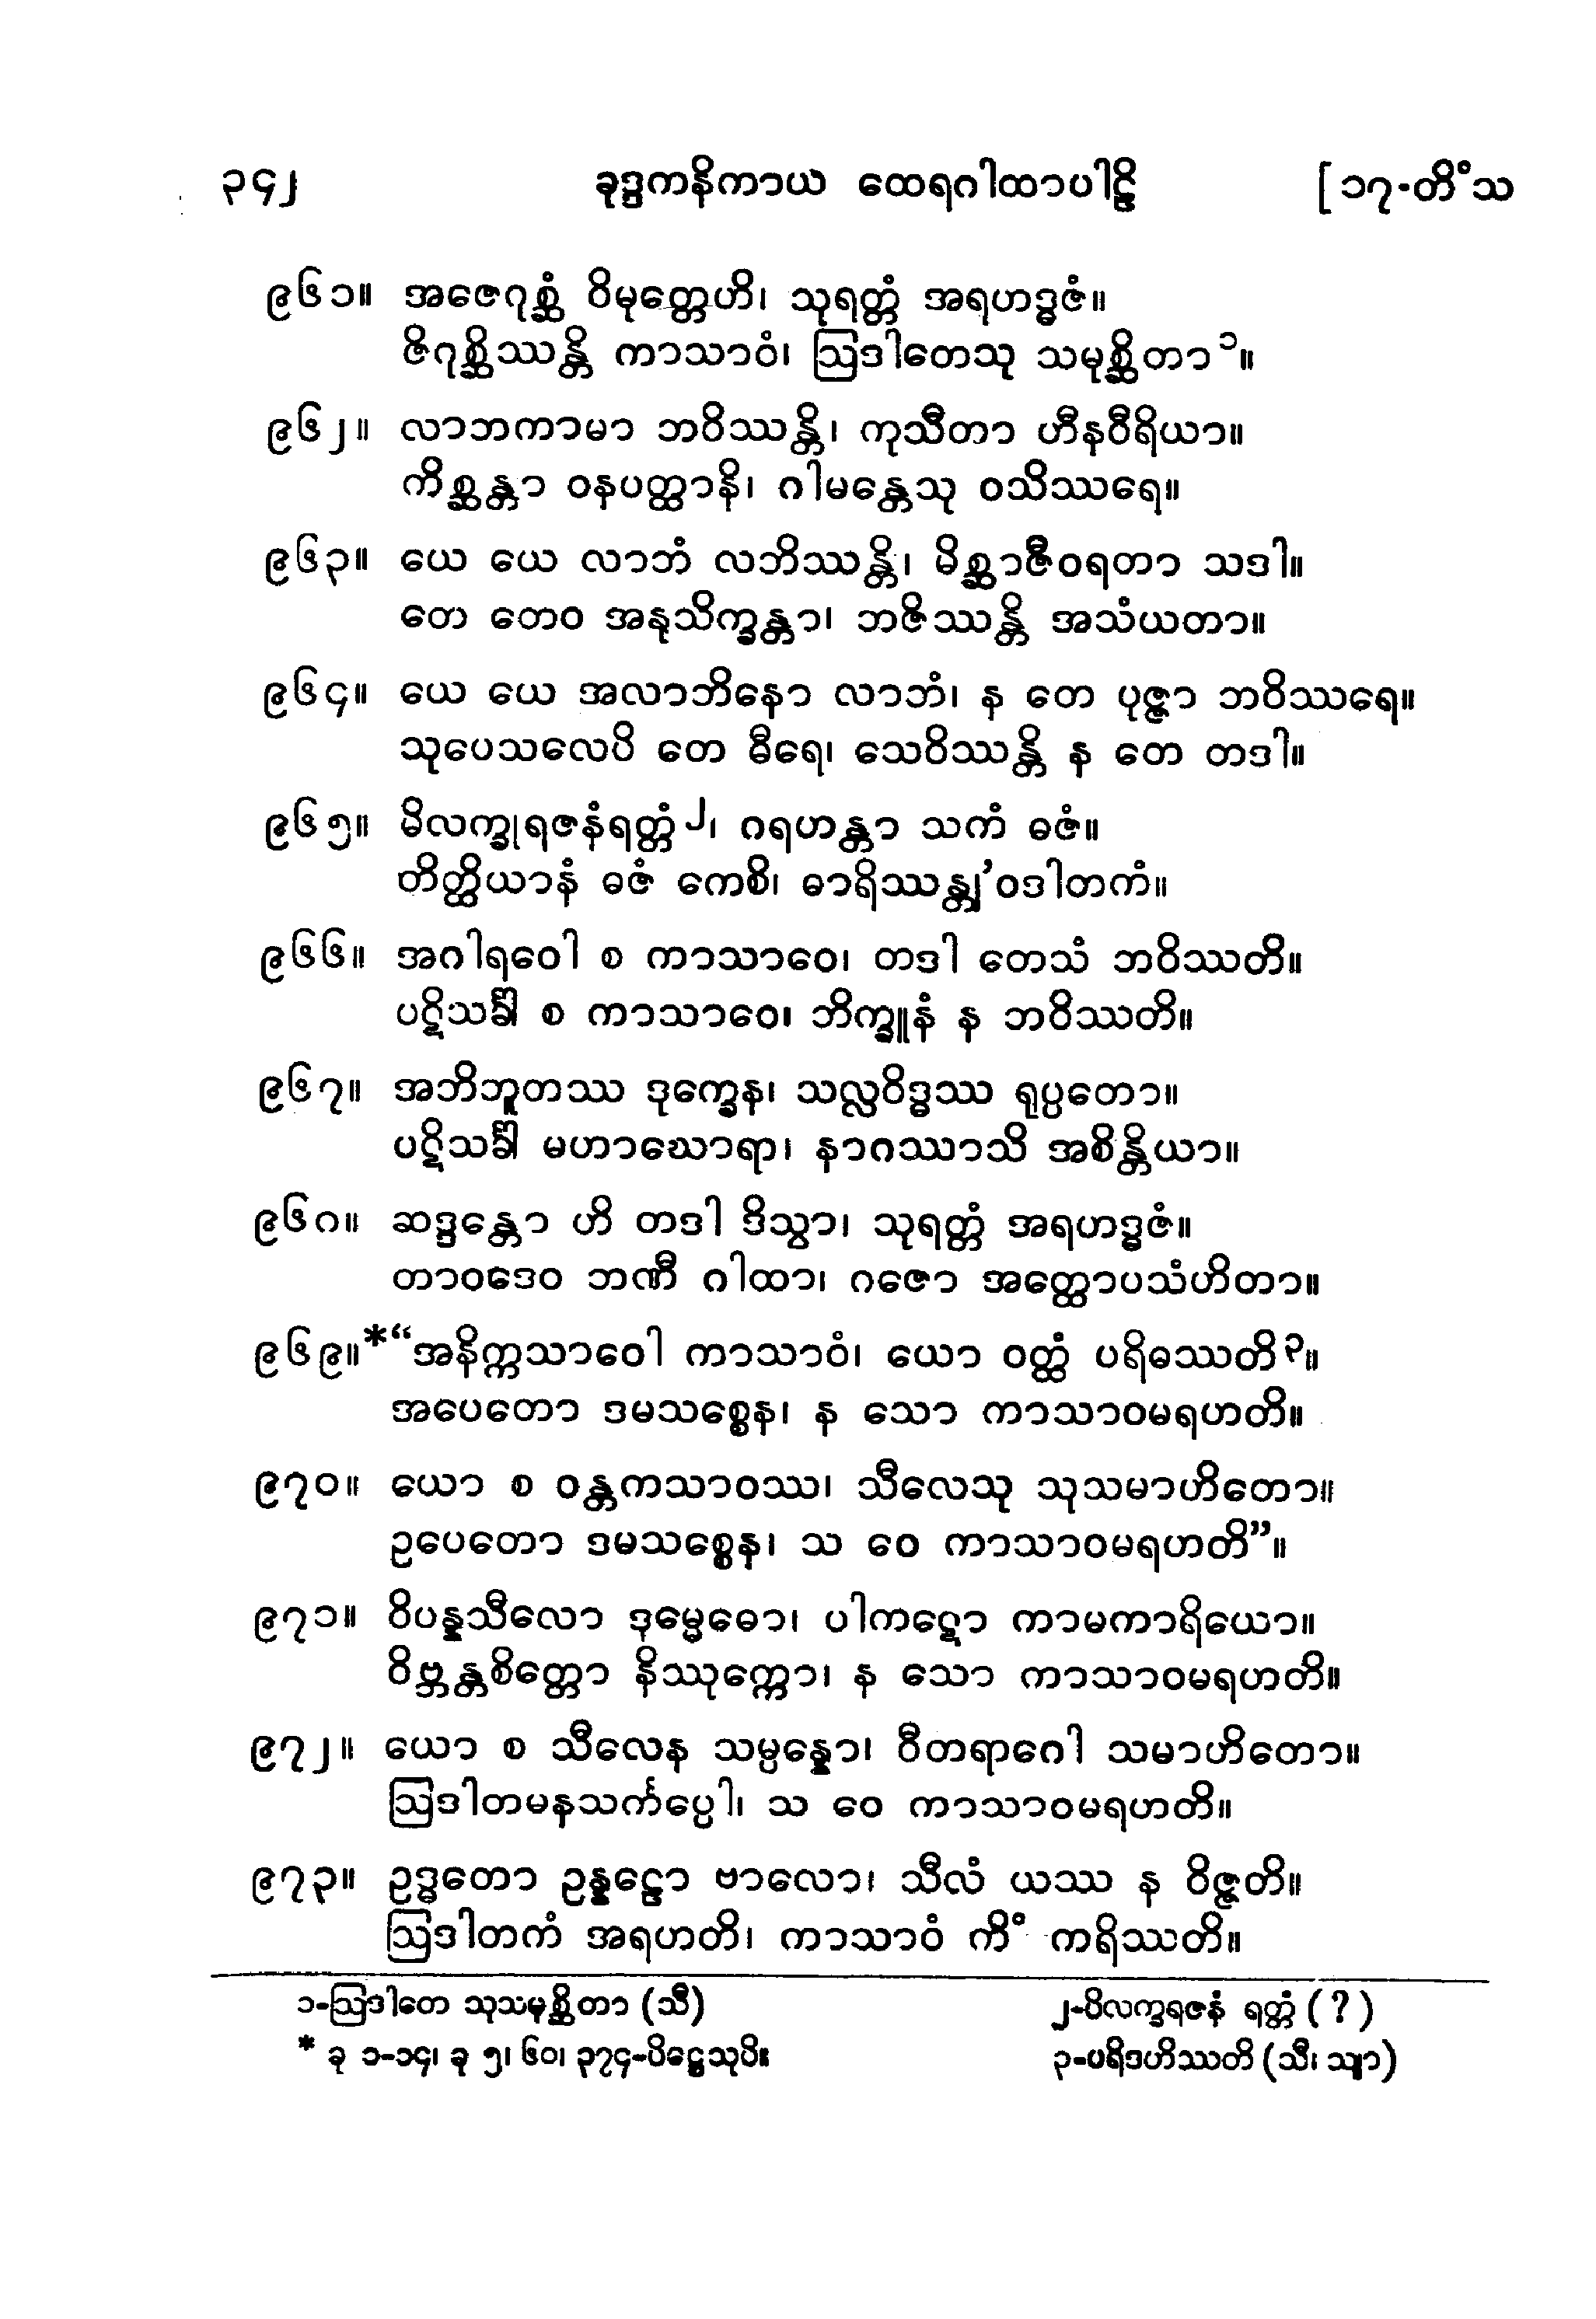 ၃၄၂ ခုဒ္ဒကနိကာယ ထေရဂါထာပါဠိ [ ၁၇-တိံသ
၉၆၁။ အဇေဂုစ္ဆံ ဝိမုတ္တေဟိ၊ သုရတ္တံ အရဟဒ္ဓဇံ။
ဇိဂုစ္ဆိဿန္တိ ကာသာဝံ၊ ဩဒါတေသု သမုစ္ဆိတာ ၁။
၉၆၂။ လာဘကာမာ ဘဝိဿန္တိ၊ ကုသီတာ ဟီနဝီရိယာ။
ကိစ္ဆန္တာ ဝနပတ္ထာနိ၊ ဂါမန္တေသု ဝသိဿရေ။
၉၆၃။ ယေ ယေ လာဘံ လဘိဿန္တိ၊ မိစ္ဆာဇီဝရတာ သဒါ။
တေ တေဝ အနုသိက္ခန္တာ၊ ဘဇိဿန္တိ အသံယတာ။
၉၆၄။ ယေ ယေ အလာဘိနော လာဘံ၊ န တေ ပုဇ္ဇာ ဘဝိဿရေ။
သုပေသလေပိ တေ ဓီရေ၊ သေဝိဿန္တိ န တေ တဒါ။
၉၆၅။ မိလက္ခုရဇနံရတ္တံ ၂၊ ဂရဟန္တာ သကံ ဓဇံ။
တိတ္ထိယာနံ ဓဇံ ကေစိ၊ ဓာရိဿန္တျ’ဝဒါတကံ။
၉၆၆။ အဂါရဝေါ စ ကာသာဝေ၊ တဒါ တေသံ ဘဝိဿတိ။
ပဋိသင်္ခါ စ ကာသာဝေ၊ ဘိက္ခူနံ န ဘဝိဿတိ။
၉၆၇။ အဘိဘူတဿ ဒုက္ခေန၊ သလ္လဝိဒ္ဓဿ ရုပ္ပတော။
ပဋိသင်္ခါ မဟာဃောရာ၊ နာဂဿာသိ အစိန္တိယာ။
၉၆၈။ ဆဒ္ဒန္တော ဟိ တဒါ ဒိသွာ၊ သုရတ္တံ အရဟဒ္ဓဇံ။
တာဝဒေဝ ဘဏီ ဂါထာ၊ ဂဇော အတ္ထောပသံဟိတာ။
၉၆၉။*“အနိက္ကသာဝေါ ကာသာဝံ၊ ယော ဝတ္ထံ ပရိဓဿတိ ၃။
အပေတော ဒမသစ္စေန၊ န သော ကာသာဝမရဟတိ။
၉၇၀။ ယော စ ဝန္တကသာဝဿ၊ သီလေသု သုသမာဟိတော။
ဥပေတော ဒမသစ္စေန၊ သ ဝေ ကာသာဝမရဟတိ”။
၉၇၁။ ဝိပန္နသီလော ဒုမ္မေဓော၊ ပါကဋော ကာမကာရိယော။
ဝိဗ္ဘန္တစိတ္တော နိဿုက္ကော၊ န သော ကာသာဝမရဟတိ။
၉၇၂။ ယော စ သီလေန သမ္ပန္နော၊ ဝီတရာဂေါ သမာဟိတော။
ဩဒါတမနသင်္ကပ္ပေါ၊ သ ဝေ ကာသာဝမရဟတိ။
၉၇၃။ ဥဒ္ဓတော ဥန္နဠော ဗာလော၊ သီလံ ယဿ န ဝိဇ္ဇတိ။
ဩဒါတကံ အရဟတိ၊ ကာသာဝံ ကိံ ကရိဿတိ။
၁-ဩဒါတေ သုသမုစ္ဆိတာ (သီ) ၂-ပိလက္ခရဇနံ ရတ္တံ (?)
* ခု ၁-၁၄၊ ခု ၅၊ ၆၀၊ ၃၇၄-ပိဋ္ဌေသုပိ။ ၃-ပရိဒဟိဿတိ (သီ၊ သျာ)